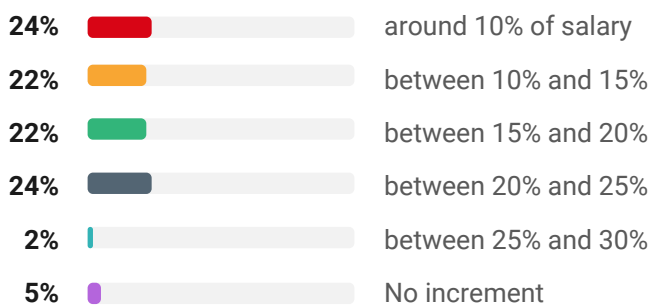 24% around 10% of salary
22% between 10% and 15%
22% between 15% and 20%
24% between 20% and 25%
2% between 25% and 30%
5% No increment